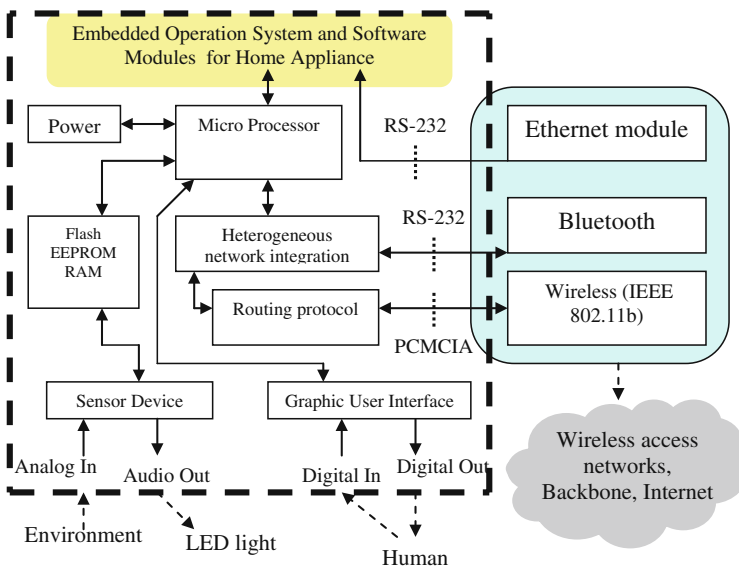 Embedded Operation System and Software
Modules for Home Appliance
Power
Micro Processor
RS-232
Ethernet module
Flash
EEPROM
RAM
Heterogeneous
network integration
RS-232
Bluetooth
Routing protocol
PCMCIA
Wireless (IEEE
802.11b)
Sensor Device
Graphic User Interface
Analog In
Audio Out
Digital In
Digital Out
Wireless access
networks,
Backbone, Internet
Environment
LED light
Human